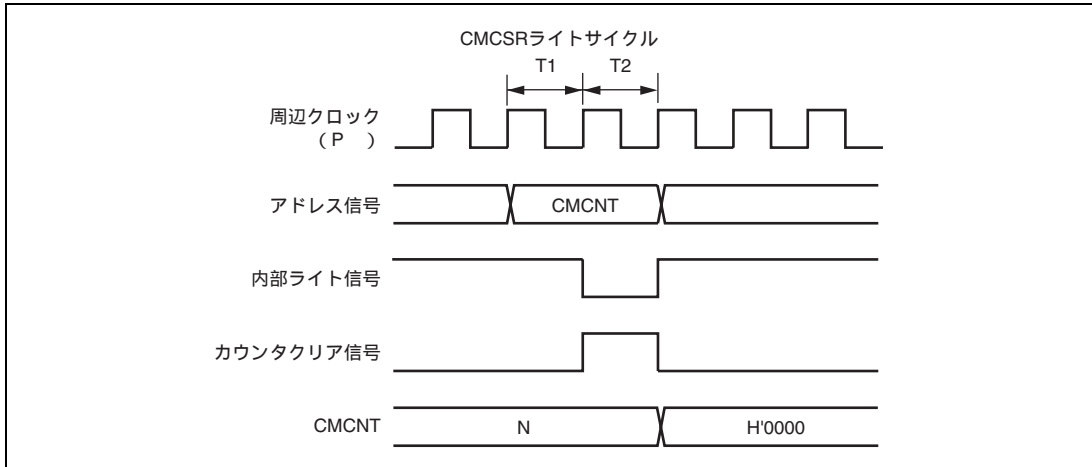 CMCSRライトサイクル
T1 T2
周辺クロック
（P　）
アドレス信号 CMCNT
内部ライト信号
カウンタクリア信号
CMCNT N H'0000